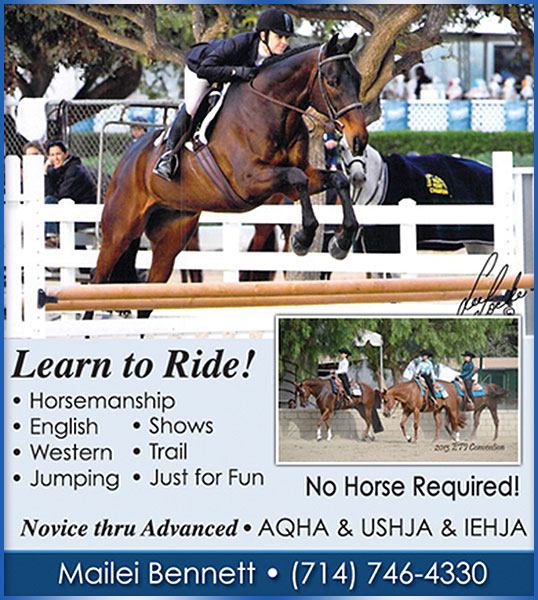 Learn to Ride!
• Horsemanship
• English • Shows
• Western • Trail
• Jumping • Just for Fun
No Horse Required!
Novice thru Advanced • AQHA & USHJA & IEHJA
Mailei Bennett • (714) 746-4330